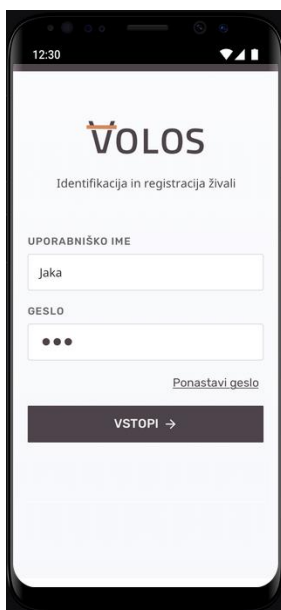 12:30
VOLOS
Identifikacija in registracija živali
UPORABNIŠKO IME
Jaka
GESLO
Ponastavi geslo
VSTOPI →